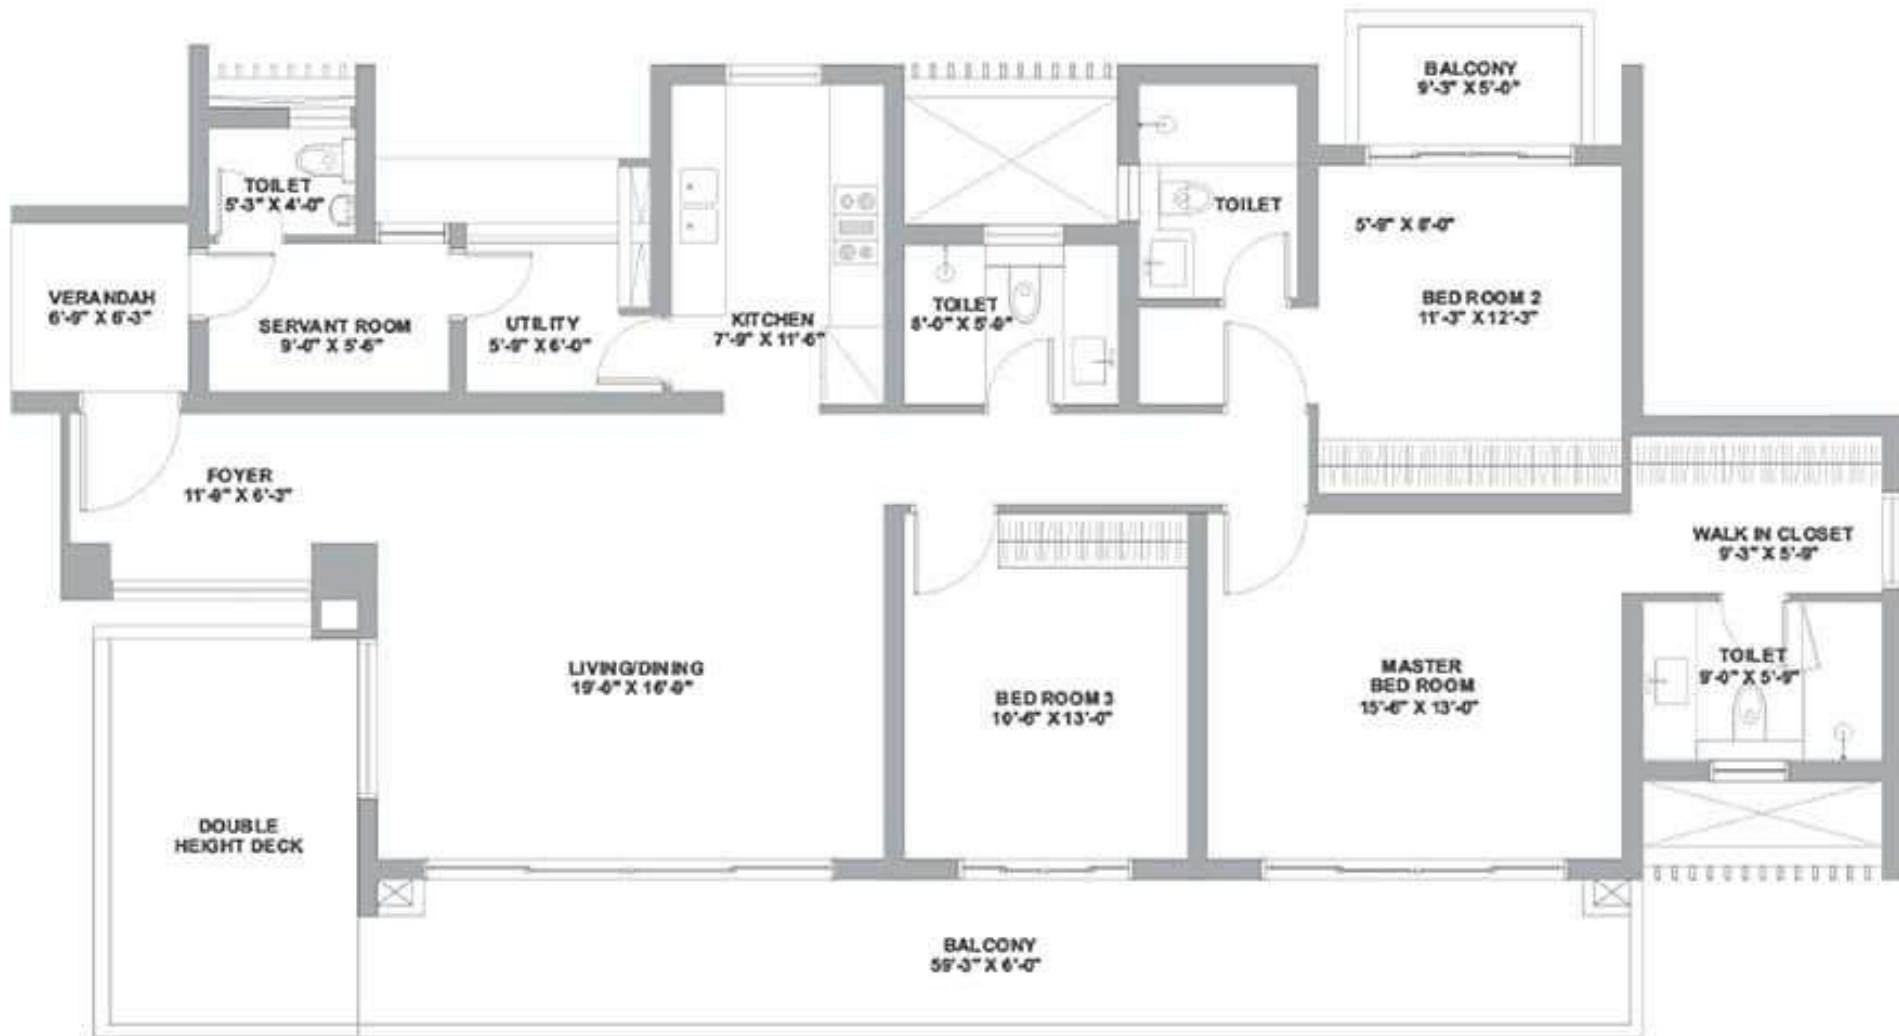 BALCONY
9'-3" X 5'-0"
TOILET
5'-3" X 4'-0"
TOILET
5'-9" X 8'-0"
VERANDAH
6'-9" X 6'-3"
SERVANT ROOM
9'-0" X 5'-6"
UTILITY
5'-9" X 6'-0"
KITCHEN
7'-9" X 11'-6"
TOILET
8'-0" X 5'-9"
BED ROOM 2
11'-3" X 12'-3"
FOYER
11'-9" X 6'-3"
WALK IN CLOSET
9'-3" X 5'-9"
LIVING/DINING
19'-0" X 16'-9"
BED ROOM 3
10'-6" X 13'-0"
MASTER
BED ROOM
15'-6" X 13'-0"
TOILET
9'-0" X 5'-9"
DOUBLE
HEIGHT DECK
BALCONY
59'-3" X 6'-0"